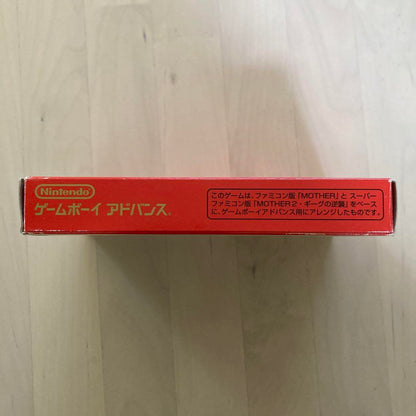 Nintendo
ゲームボーイ アドバンス
このゲームは、ファミコン版「MOTHER」と スーパー
ファミコン版「MOTHER 2・ギーグの逆襲」をベース
に、ゲームボーイアドバンス用にアレンジしたものです。